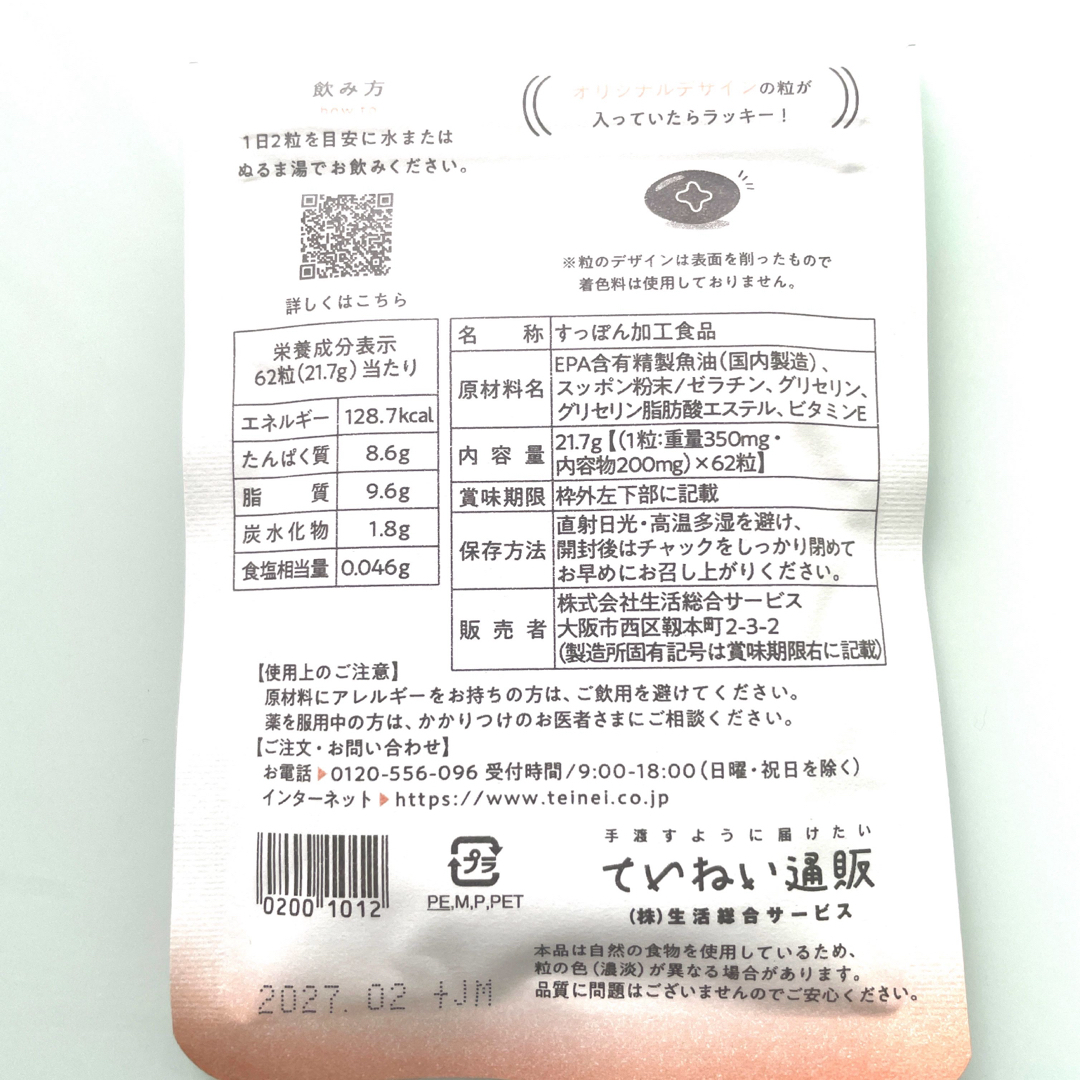 飲み方
how to
1日2粒を目安に水または
ぬるま湯でお飲みください。
詳しくはこちら
オリジナルデザインの粒が
入っていたらラッキー！
※粒のデザインは表面を削ったもので
着色料は使用しておりません。
栄養成分表示
62粒(21.7g)当たり
エネルギー 128.7kcal
たんぱく質 8.6g
脂質 9.6g
炭水化物 1.8g
食塩相当量 0.046g
名称 すっぽん加工食品
原材料名 EPA含有精製魚油(国内製造)、
スッポン粉末/ゼラチン、グリセリン、
グリセリン脂肪酸エステル、ビタミンE
内容量 21.7g【(1粒:重量350mg・
内容物200mg)×62粒】
賞味期限 枠外左下部に記載
保存方法 直射日光・高温多湿を避け、
開封後はチャックをしっかり閉めて
お早めにお召し上がりください。
販売者 株式会社生活総合サービス
大阪市西区靱本町2-3-2
(製造所固有記号は賞味期限右に記載)
【使用上のご注意】
原材料にアレルギーをお持ちの方は、ご飲用を避けてください。
薬を服用中の方は、かかりつけのお医者さまにご相談ください。
【ご注文・お問い合わせ】
お電話▶0120-556-096 受付時間/9:00-18:00(日曜・祝日を除く)
インターネット▶https://www.teinei.co.jp
0200 1012
プラ
PE,M,P,PET
手渡すように届けたい
ていねい通販
(株)生活総合サービス
本品は自然の食物を使用しているため、
粒の色(濃淡)が異なる場合があります。
品質に問題はございませんのでご安心ください。
2027.02 +JM